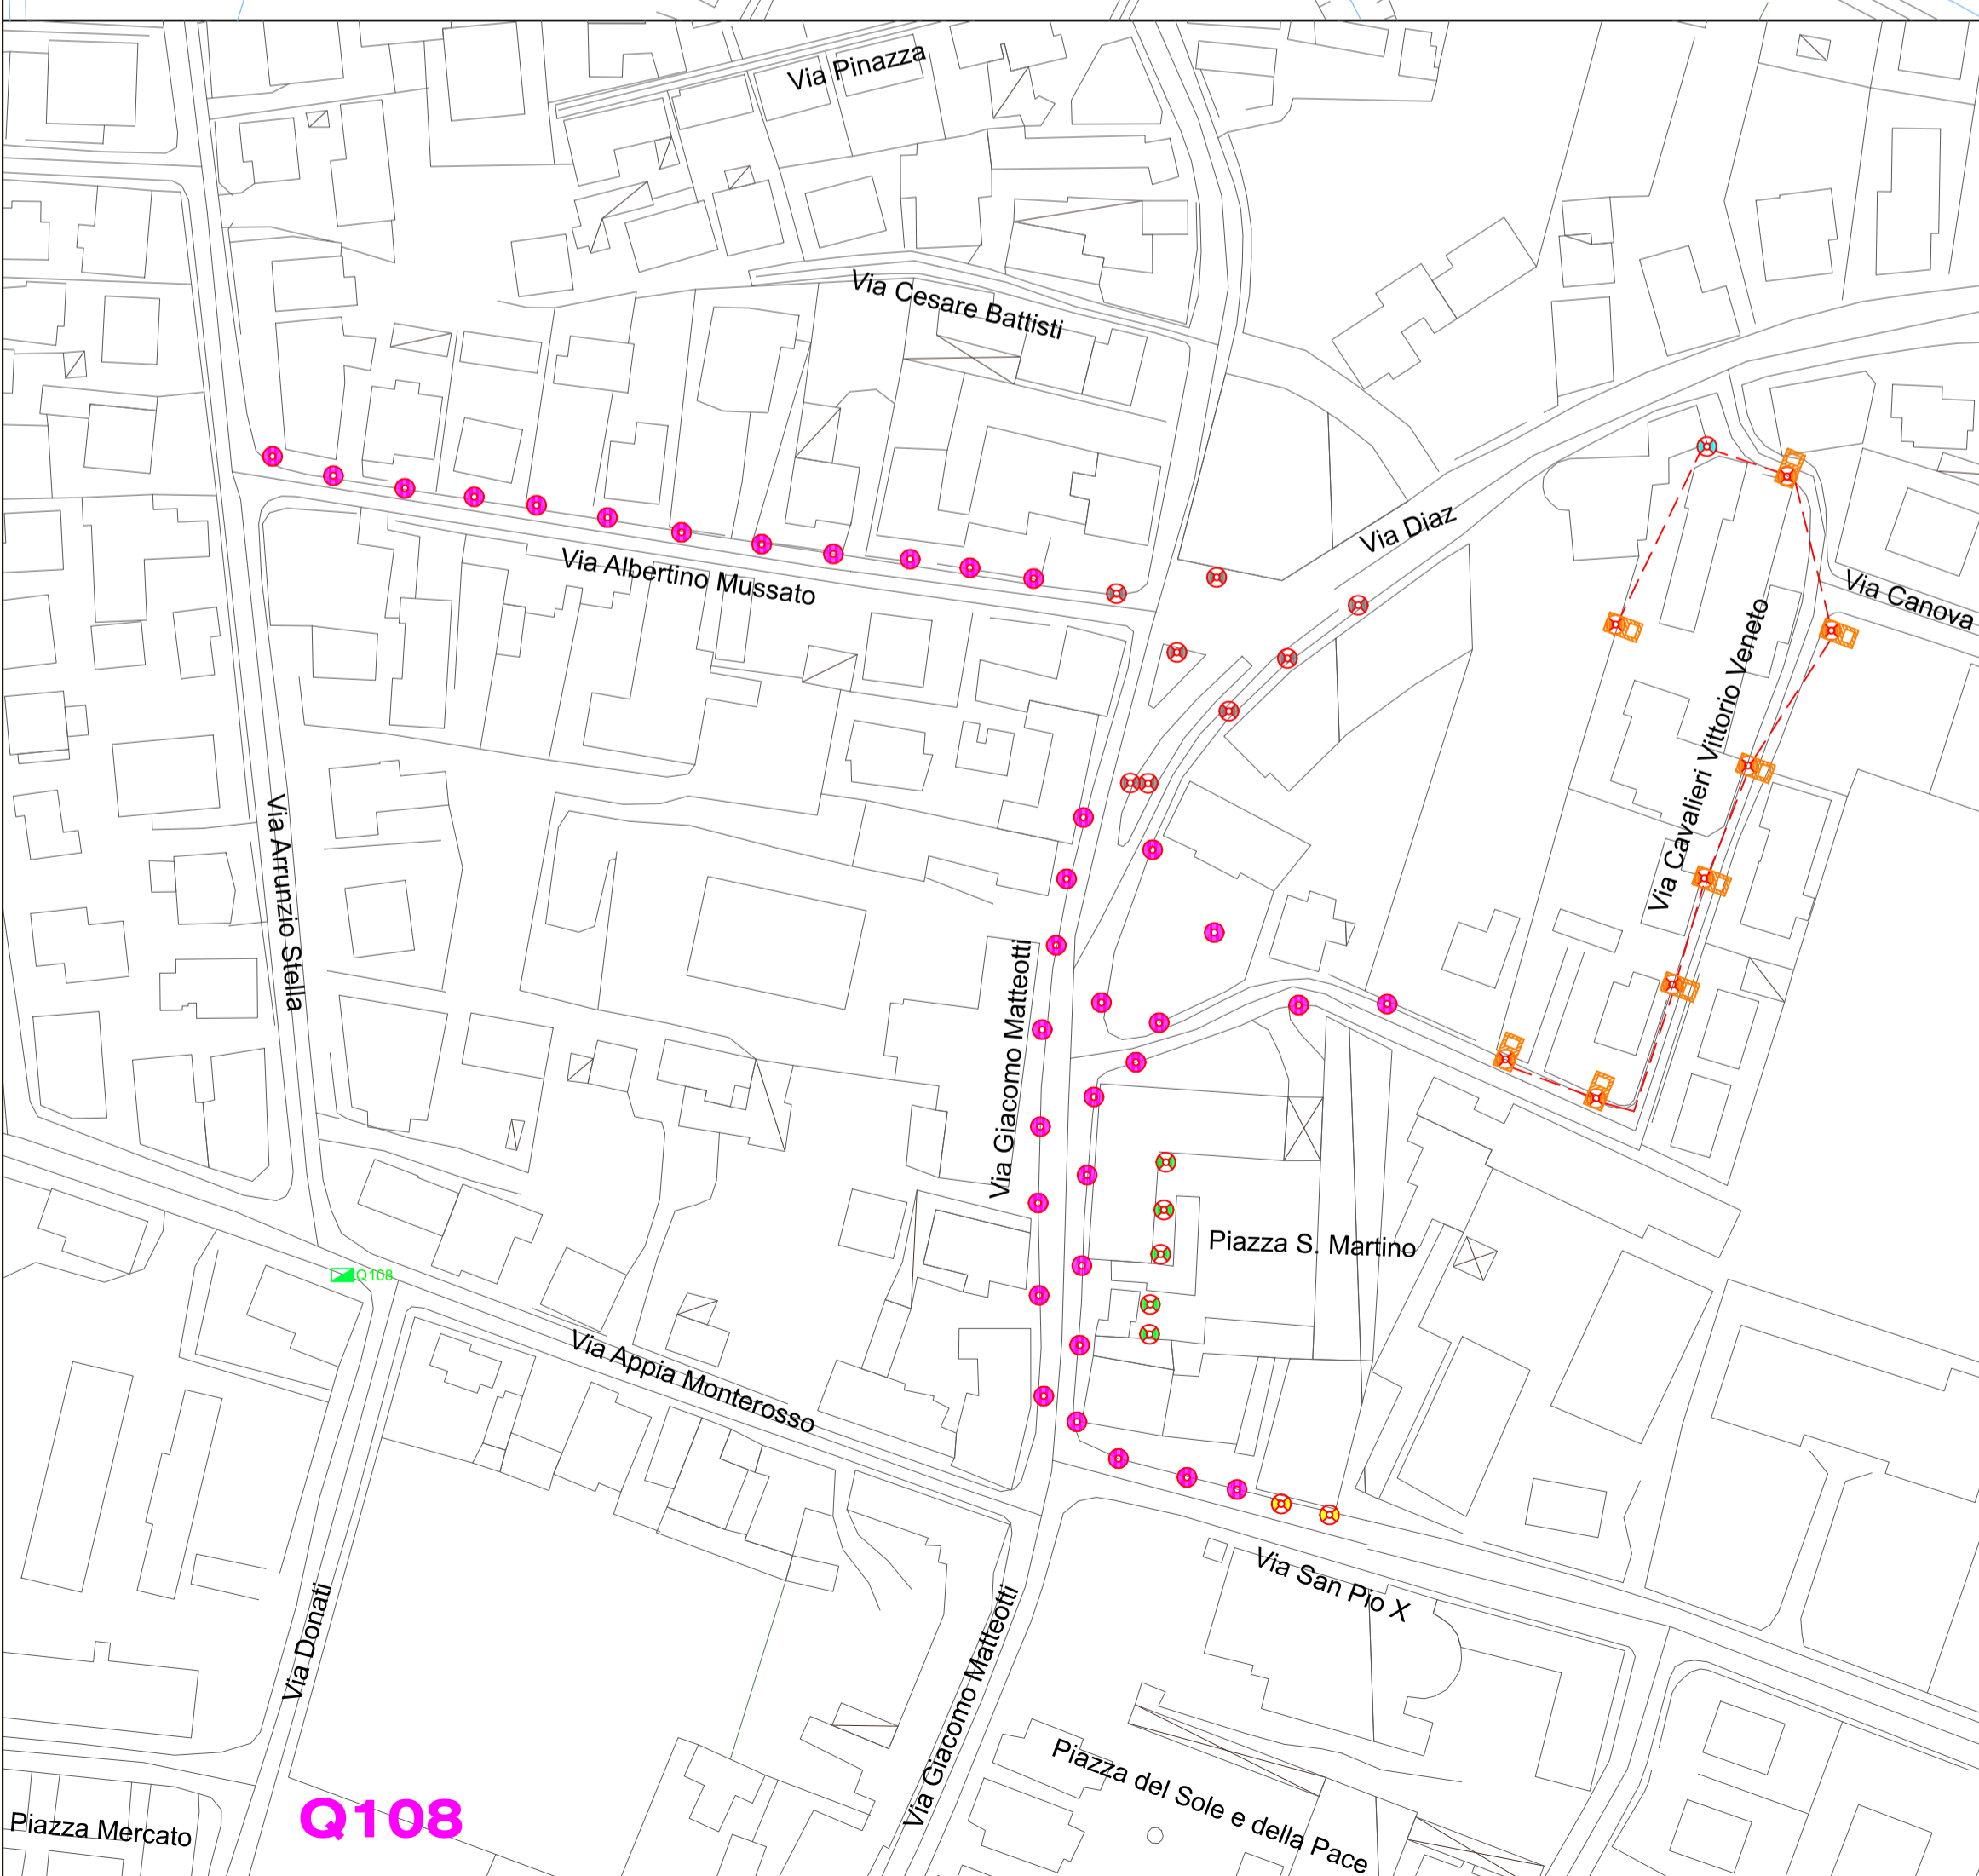 Via Pinazza
Via Cesare Battisti
Via Diaz
Via Albertino Mussato
Via Canova
Via Cavalieri Vittorio Veneto
Via Arrunzio Stella
Via Giacomo Matteotti
Piazza S. Martino
Q108
Via Appia Monterosso
Via San Pio X
Via Donati
Via Giacomo Matteotti
Piazza del Sole e della Pace
Q108
Piazza Mercato